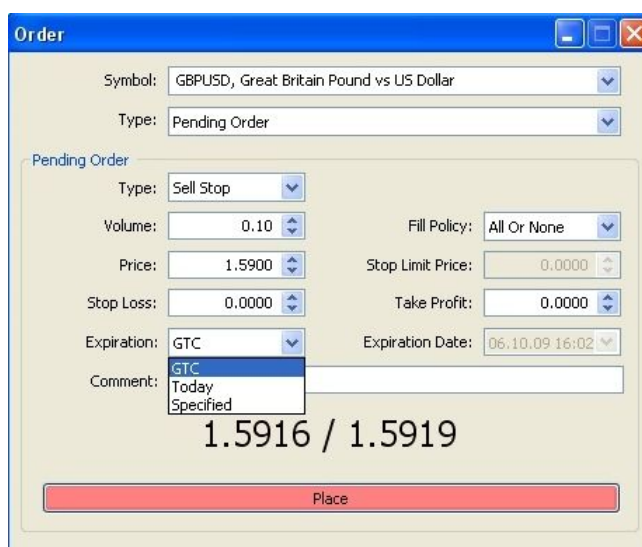 Order
Symbol: GBPUSD, Great Britain Pound vs US Dollar
Type: Pending Order
Pending Order
Type: Sell Stop
Volume: 0.10 Fill Policy: All Or None
Price: 1.5900 Stop Limit Price: 0.0000
Stop Loss: 0.0000 Take Profit: 0.0000
Expiration: GTC Expiration Date: 06.10.09 16:02
GTC
Comment:
Today
Specified
1.5916 / 1.5919
Place